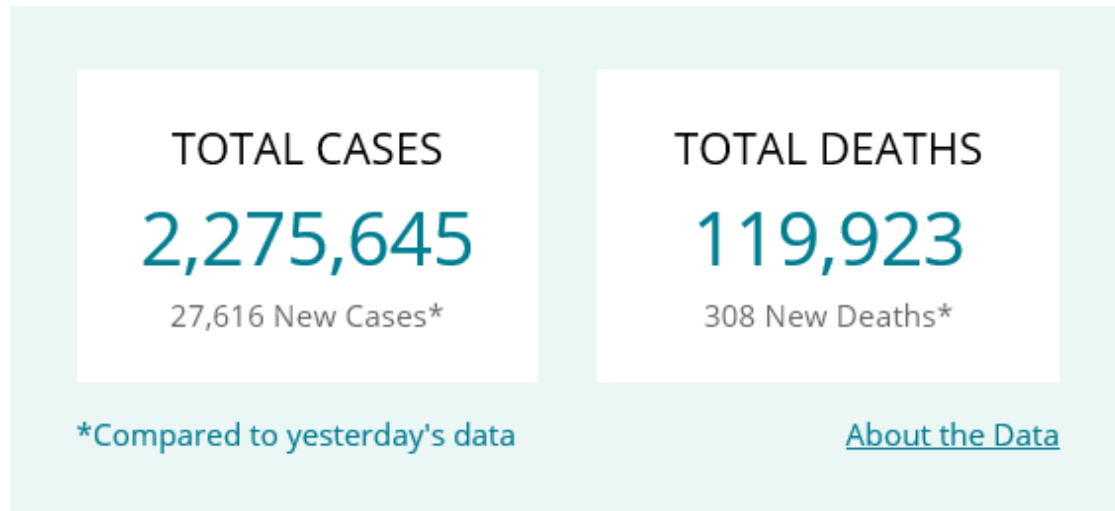 TOTAL CASES
2,275,645
27,616 New Cases*
TOTAL DEATHS
119,923
308 New Deaths*
*Compared to yesterday's data
About the Data